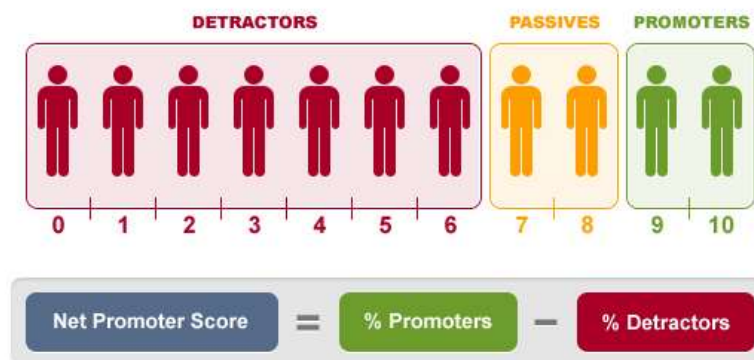 DETRACTORS PASSIVES PROMOTERS
0 1 2 3 4 5 6 7 8 9 10
Net Promoter Score = % Promoters − % Detractors